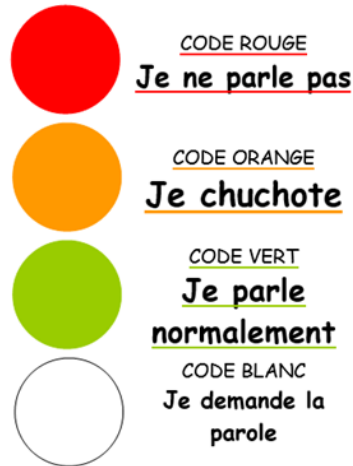 CODE ROUGE
Je ne parle pas
CODE ORANGE
Je chuchote
CODE VERT
Je parle
normalement
CODE BLANC
Je demande la
parole